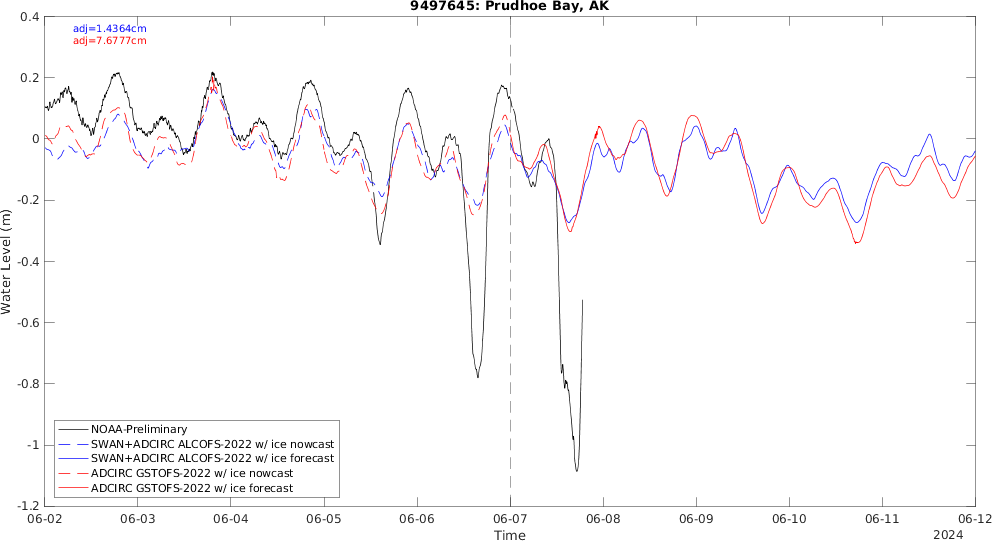 9497645: Prudhoe Bay, AK
adj=1.4364cm
adj=7.6777cm
0.4
0.2
0
-0.2
-0.4
-0.6
-0.8
-1
-1.2
Water Level (m)
NOAA-Preliminary
SWAN+ADCIRC ALCOFS-2022 w/ ice nowcast
SWAN+ADCIRC ALCOFS-2022 w/ ice forecast
ADCIRC GSTOFS-2022 w/ ice nowcast
ADCIRC GSTOFS-2022 w/ ice forecast
06-02 06-03 06-04 06-05 06-06 06-07 06-08 06-09 06-10 06-11 06-12
Time
2024